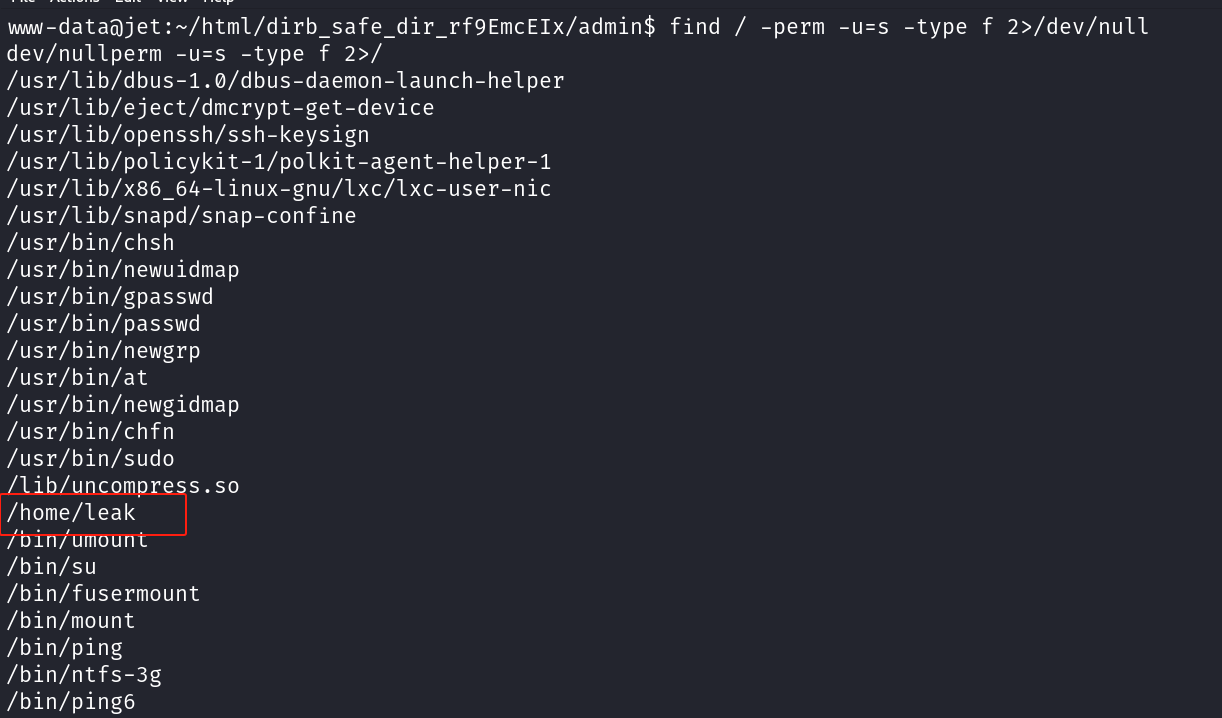 www-data@jet:~/html/dirb_safe_dir_rf9EmcEIx/admin$ find / -perm -u=s -type f 2>/dev/null
dev/nullperm -u=s -type f 2>/
/usr/lib/dbus-1.0/dbus-daemon-launch-helper
/usr/lib/eject/dmcrypt-get-device
/usr/lib/openssh/ssh-keysign
/usr/lib/policykit-1/polkit-agent-helper-1
/usr/lib/x86_64-linux-gnu/lxc/lxc-user-nic
/usr/lib/snapd/snap-confine
/usr/bin/chsh
/usr/bin/newuidmap
/usr/bin/gpasswd
/usr/bin/passwd
/usr/bin/newgrp
/usr/bin/at
/usr/bin/newgidmap
/usr/bin/chfn
/usr/bin/sudo
/lib/uncompress.so
/home/leak
/bin/umount
/bin/su
/bin/fusermount
/bin/mount
/bin/ping
/bin/ntfs-3g
/bin/ping6